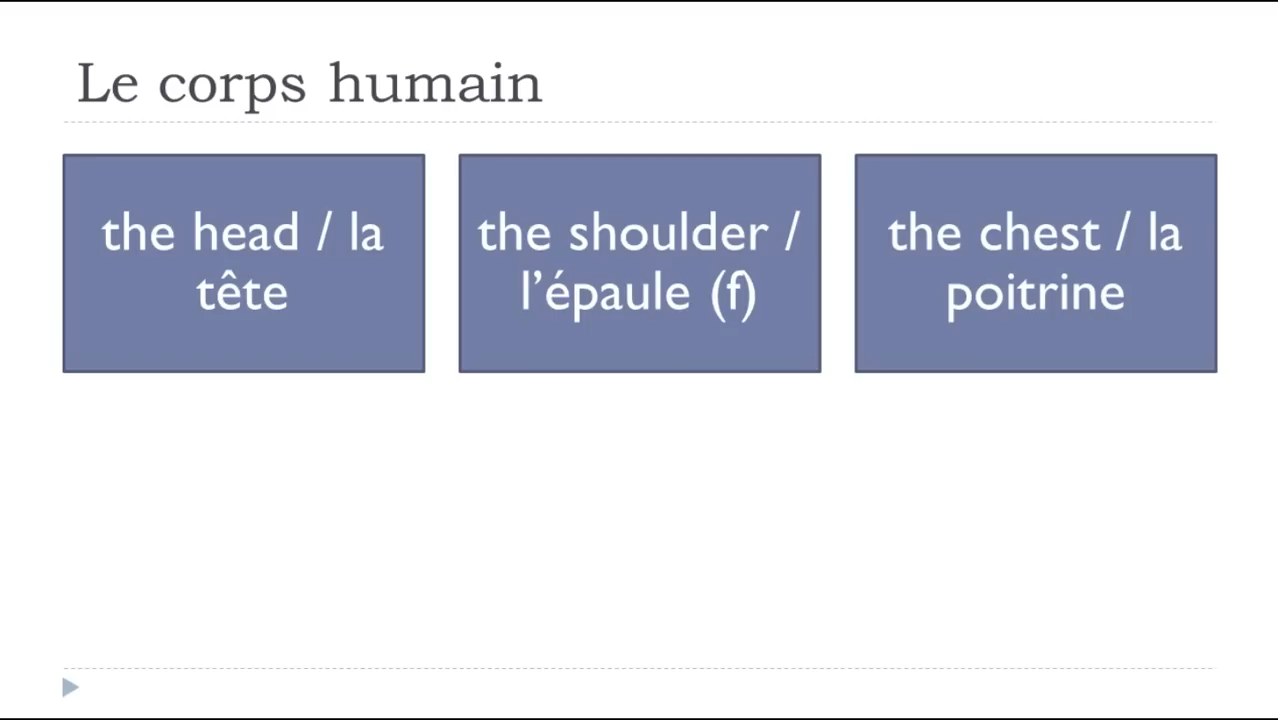 Le corps humain
the head / la
tête
the shoulder /
l’épaule (f)
the chest / la
poitrine